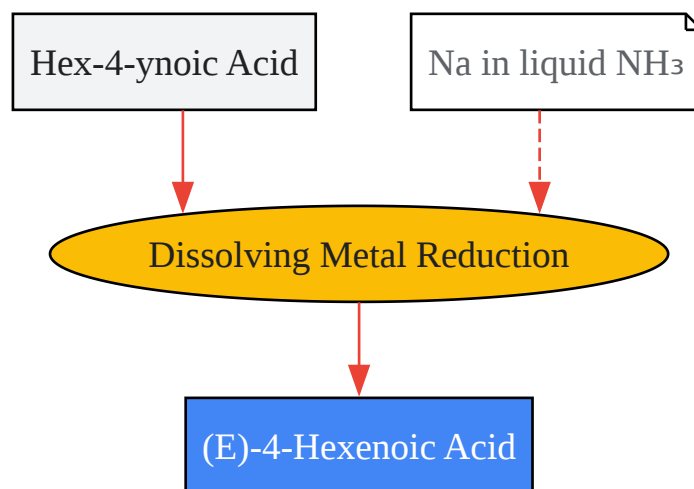 Hex-4-ynoic Acid
Na in liquid NH₃
Dissolving Metal Reduction
(E)-4-Hexenoic Acid